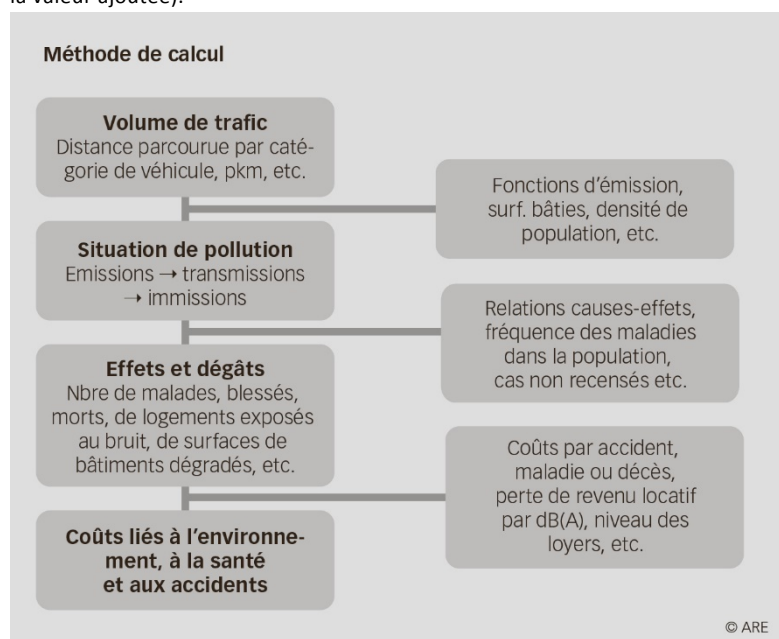 la valeur ajoutée).
Méthode de calcul
Volume de trafic
Distance parcourue par caté-
gorie de véhicule, pkm, etc.
Fonctions d'émission,
surf. bâties, densité de
population, etc.
Situation de pollution
Emissions → transmissions
→ immissions
Relations causes-effets,
fréquence des maladies
dans la population,
cas non recensés etc.
Effets et dégâts
Nbre de malades, blessés,
morts, de logements exposés
au bruit, de surfaces de
bâtiments dégradés, etc.
Coûts par accident,
maladie ou décès,
perte de revenu locatif
par dB(A), niveau des
loyers, etc.
Coûts liés à l'environne-
ment, à la santé
et aux accidents
© ARE